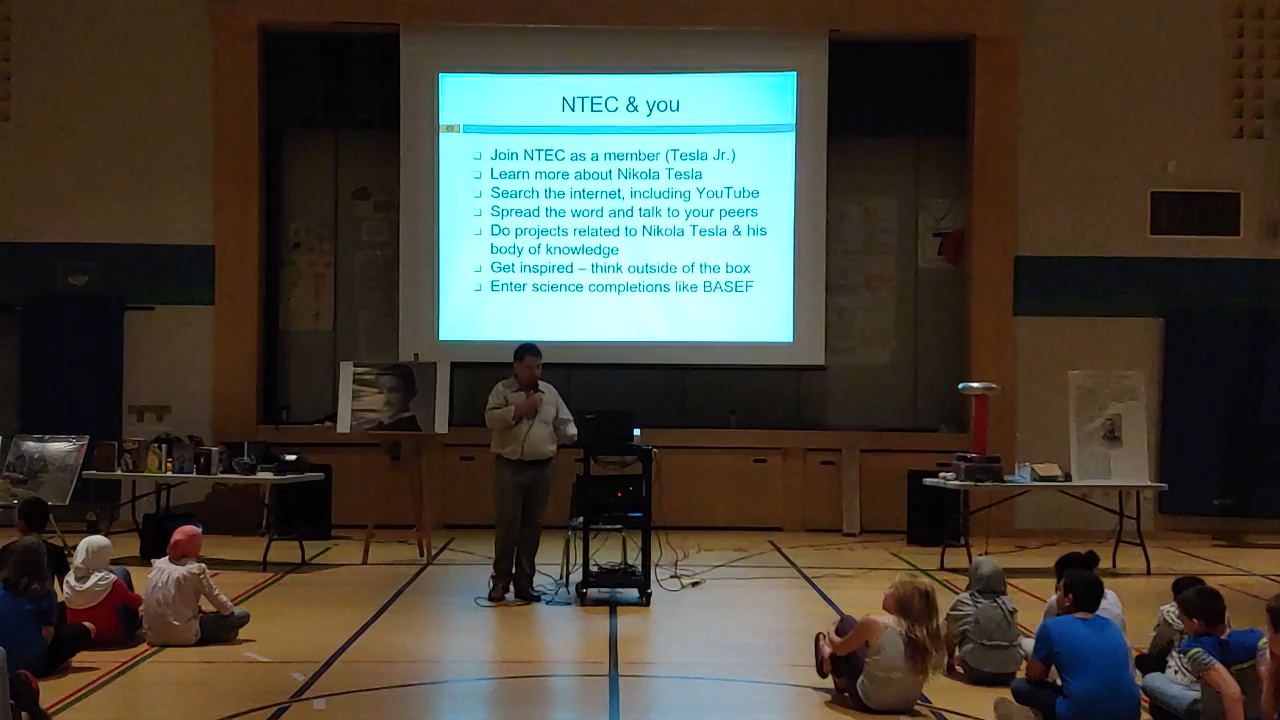 NTEC & you
Join NTEC as a member (Tesla Jr.)
Learn more about Nikola Tesla
Search the internet, including YouTube
Spread the word and talk to your peers
Do projects related to Nikola Tesla & his
body of knowledge
Get inspired – think outside of the box
Enter science completions like BASEF